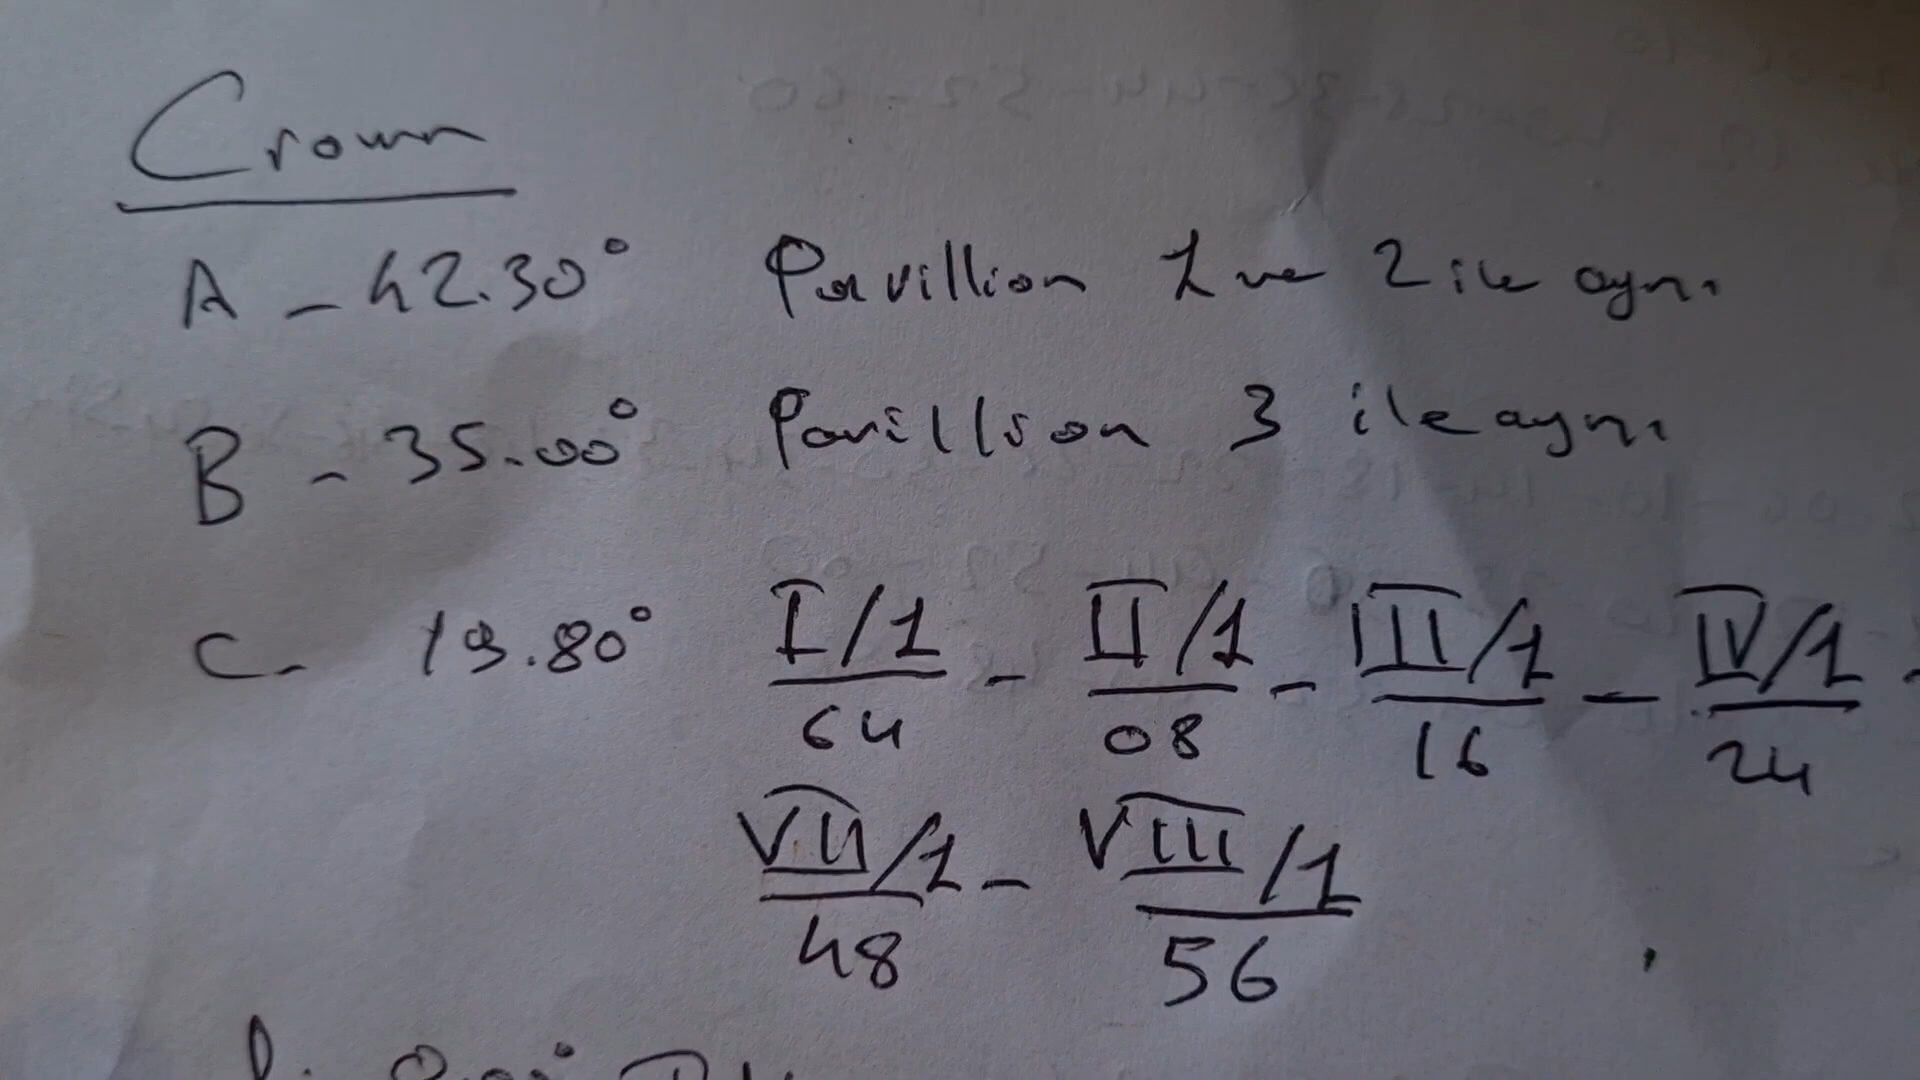 Crown
A - 42.30° Pavillion 1 ve 2 ile aynı
B - 35.00° Pavillion 3 ile aynı
C - 19.80° I/1 - II/1 - III/1 - IV/1 -
64 08 16 24
VII/1 - VIII/1
48 56